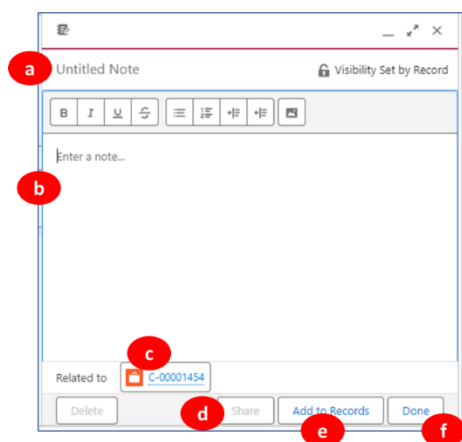 a Untitled Note Visibility Set by Record
B I U S
Enter a note...
b
c
Related to C-00001454
Delete d Share Add to Records Done
e f